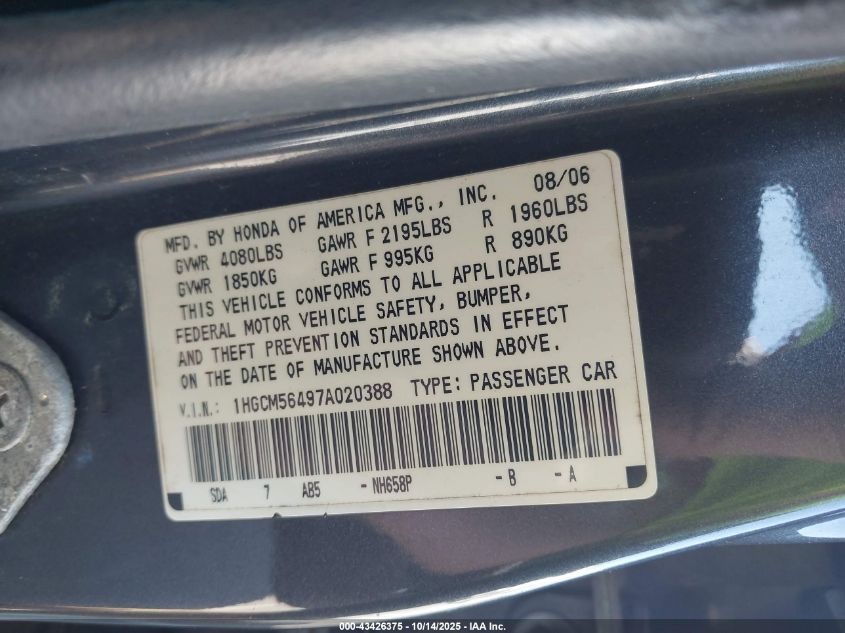 MFD. BY HONDA OF AMERICA MFG., INC. 08/06
GVWR 4080LBS GAWR F 2195LBS R 1960LBS
GVWR 1850KG GAWR F 995KG R 890KG
THIS VEHICLE CONFORMS TO ALL APPLICABLE
FEDERAL MOTOR VEHICLE SAFETY, BUMPER,
AND THEFT PREVENTION STANDARDS IN EFFECT
ON THE DATE OF MANUFACTURE SHOWN ABOVE.
V.I.N.: 1HGCM56497A020388 TYPE: PASSENGER CAR
SDA 7 AB5 -NH658P -B -A
000-43426375 - 10/14/2025 - IAA Inc.